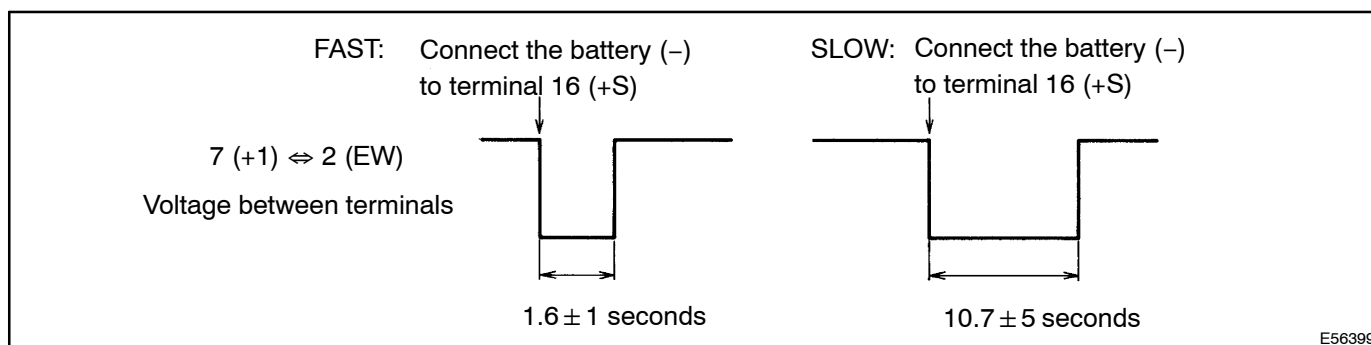 FAST: Connect the battery (−)
to terminal 16 (+S)
SLOW: Connect the battery (−)
to terminal 16 (+S)
7 (+1) ⇔ 2 (EW)
Voltage between terminals
1.6 ± 1 seconds
10.7 ± 5 seconds
E56399